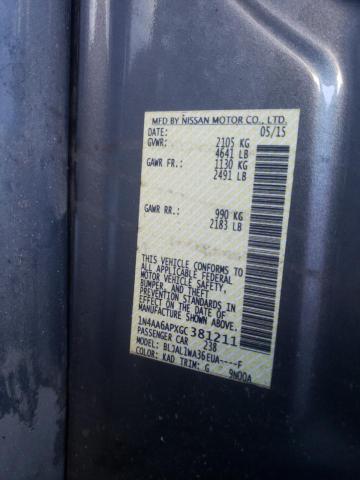 MFD BY NISSAN MOTOR CO., LTD.
DATE: 05/15
GVWR: 2105 KG
4641 LB
GAWR FR.: 1130 KG
2491 LB
GAWR RR.: 990 KG
2183 LB
THIS VEHICLE CONFORMS TO
ALL APPLICABLE FEDERAL
MOTOR VEHICLE SAFETY,
BUMPER, AND THEFT
PREVENTION STANDARDS IN
EFFECT ON THE DATE OF
MANUFACTURE SHOWN ABOVE.
1N4AA6APXGC381211
PASSENGER CAR 238
MODEL: BLJALLWA36EUA----F
COLOR: KAD TRIM: G 9N00A